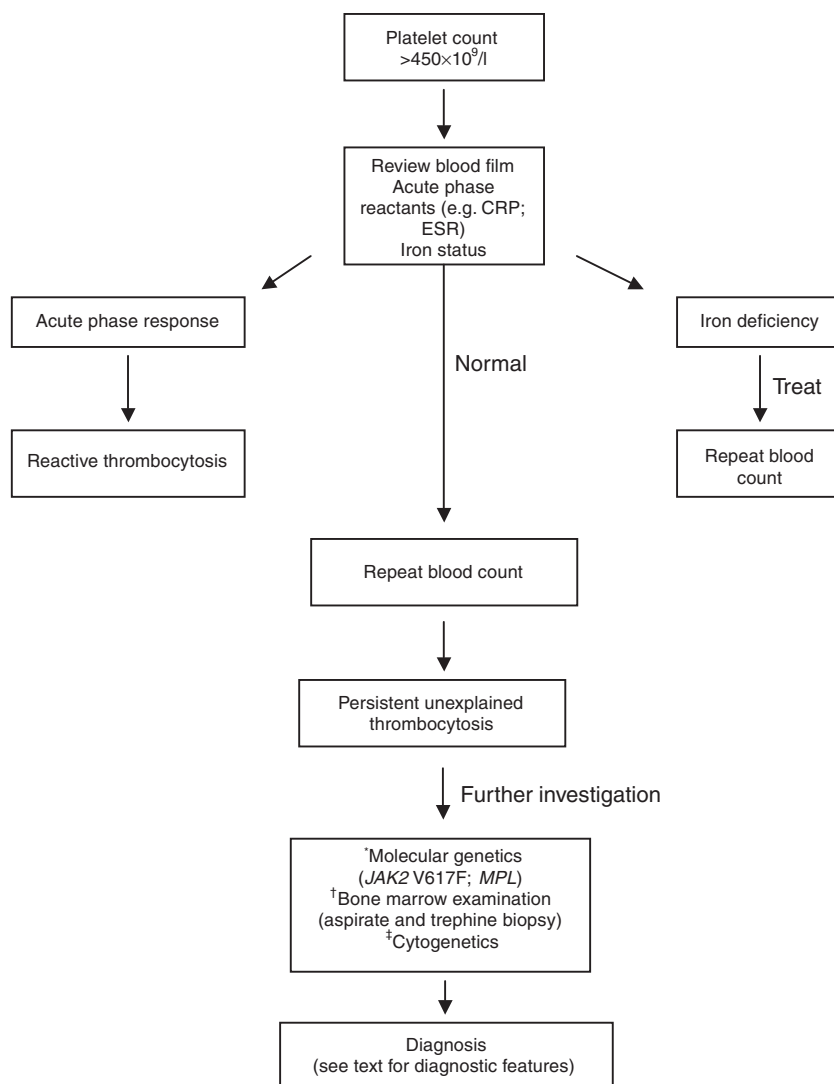 Platelet count
>450×10⁹/l
Review blood film
Acute phase
reactants (e.g. CRP;
ESR)
Iron status
Acute phase response
Iron deficiency
Normal
Treat
Reactive thrombocytosis
Repeat blood
count
Repeat blood count
Persistent unexplained
thrombocytosis
Further investigation
*Molecular genetics
(JAK2 V617F; MPL)
†Bone marrow examination
(aspirate and trephine biopsy)
‡Cytogenetics
Diagnosis
(see text for diagnostic features)